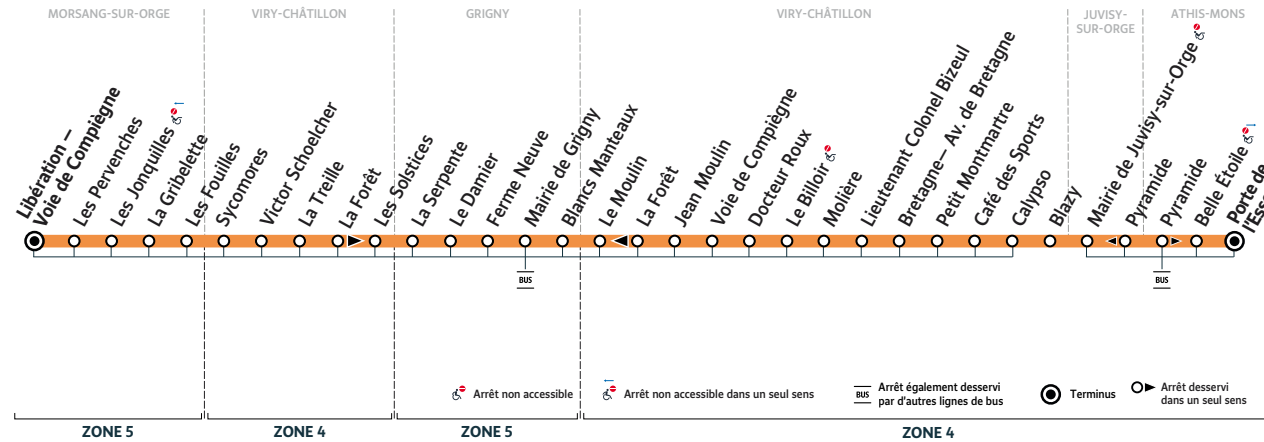 MORSANG-SUR-ORGE
VIRY-CHÂTILLON
GRIGNY
VIRY-CHÂTILLON
JUVISY-
SUR-ORGE
ATHIS-MONS
Libération —
Voie de Compiègne
Les Pervenches
Les Jonquilles
La Gribelette
Les Fouilles
Sycomores
Victor Schoelcher
La Treille
La Forêt
Les Solstices
La Serpente
Le Damier
Ferme Neuve
Mairie de Grigny
Blancs Manteaux
Le Moulin
La Forêt
Jean Moulin
Voie de Compiègne
Docteur Roux
Le Billoir
Molière
Lieutenant Colonel Bizeul
Bretagne— Av. de Bretagne
Petit Montmartre
Café des Sports
Calypso
Blazy
Mairie de Juvisy-sur-Orge
Pyramide
Pyramide
Belle Étoile
Porte de
l'Ess
BUS
BUS
Arrêt non accessible
Arrêt non accessible dans un seul sens
BUS
Arrêt également desservi
par d'autres lignes de bus
Terminus
Arrêt desservi
dans un seul sens
ZONE 5
ZONE 4
ZONE 5
ZONE 4